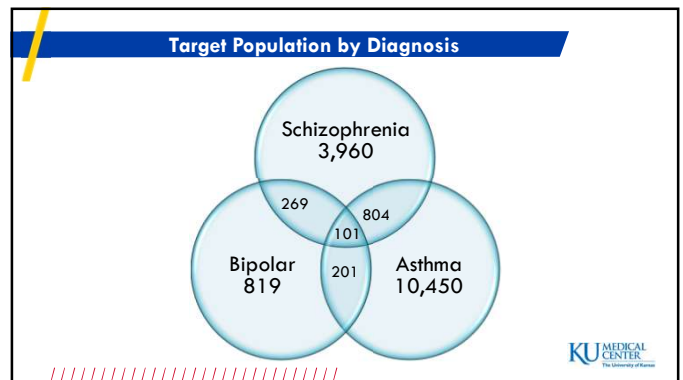 Target Population by Diagnosis
Schizophrenia
3,960
269
804
101
Bipolar
819
201
Asthma
10,450
KU MEDICAL
CENTER
The University of Kansas